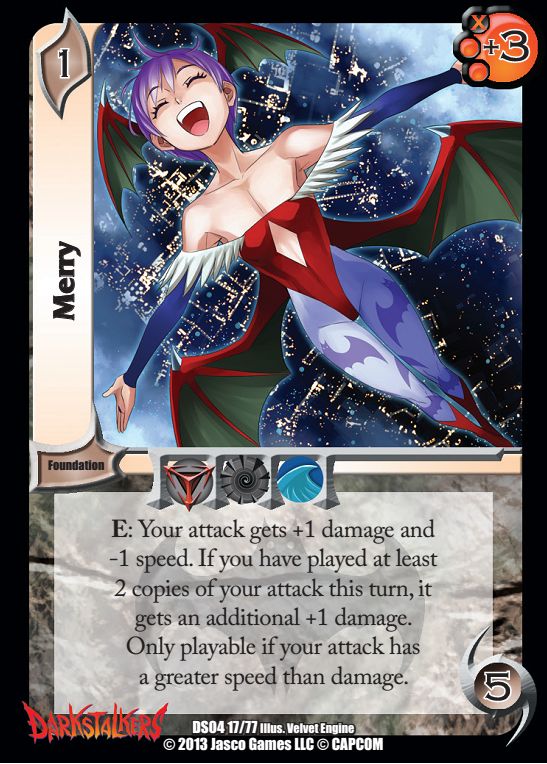 1
X
+3
Merry
Foundation
E: Your attack gets +1 damage and
-1 speed. If you have played at least
2 copies of your attack this turn, it
gets an additional +1 damage.
Only playable if your attack has
a greater speed than damage.
5
DARKSTALKERS
DS04 17/77 Illus. Velvet Engine
© 2013 Jasco Games LLC © CAPCOM